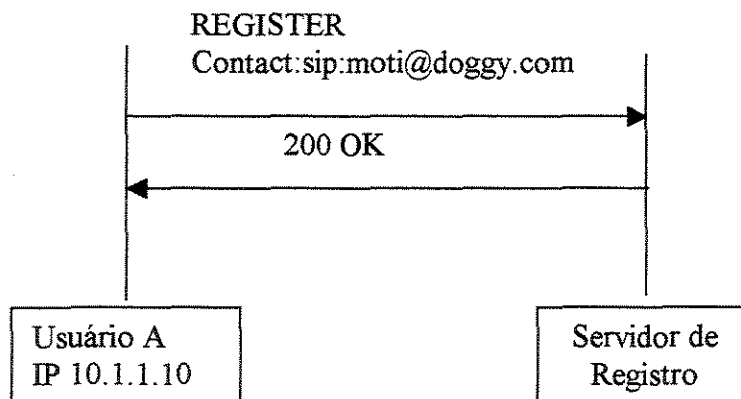 REGISTER
Contact:sip:moti@doggy.com
200 OK
Usuário A
IP 10.1.1.10
Servidor de
Registro